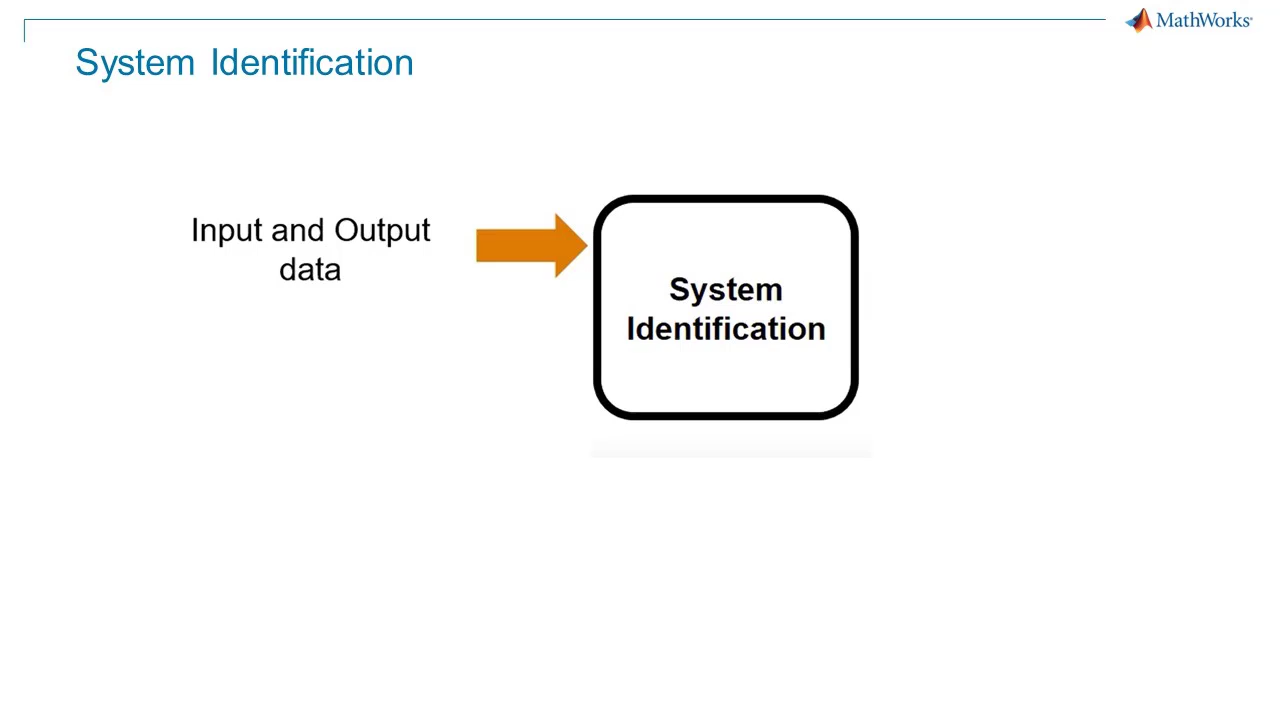 MathWorks
System Identification
Input and Output
data
System
Identification